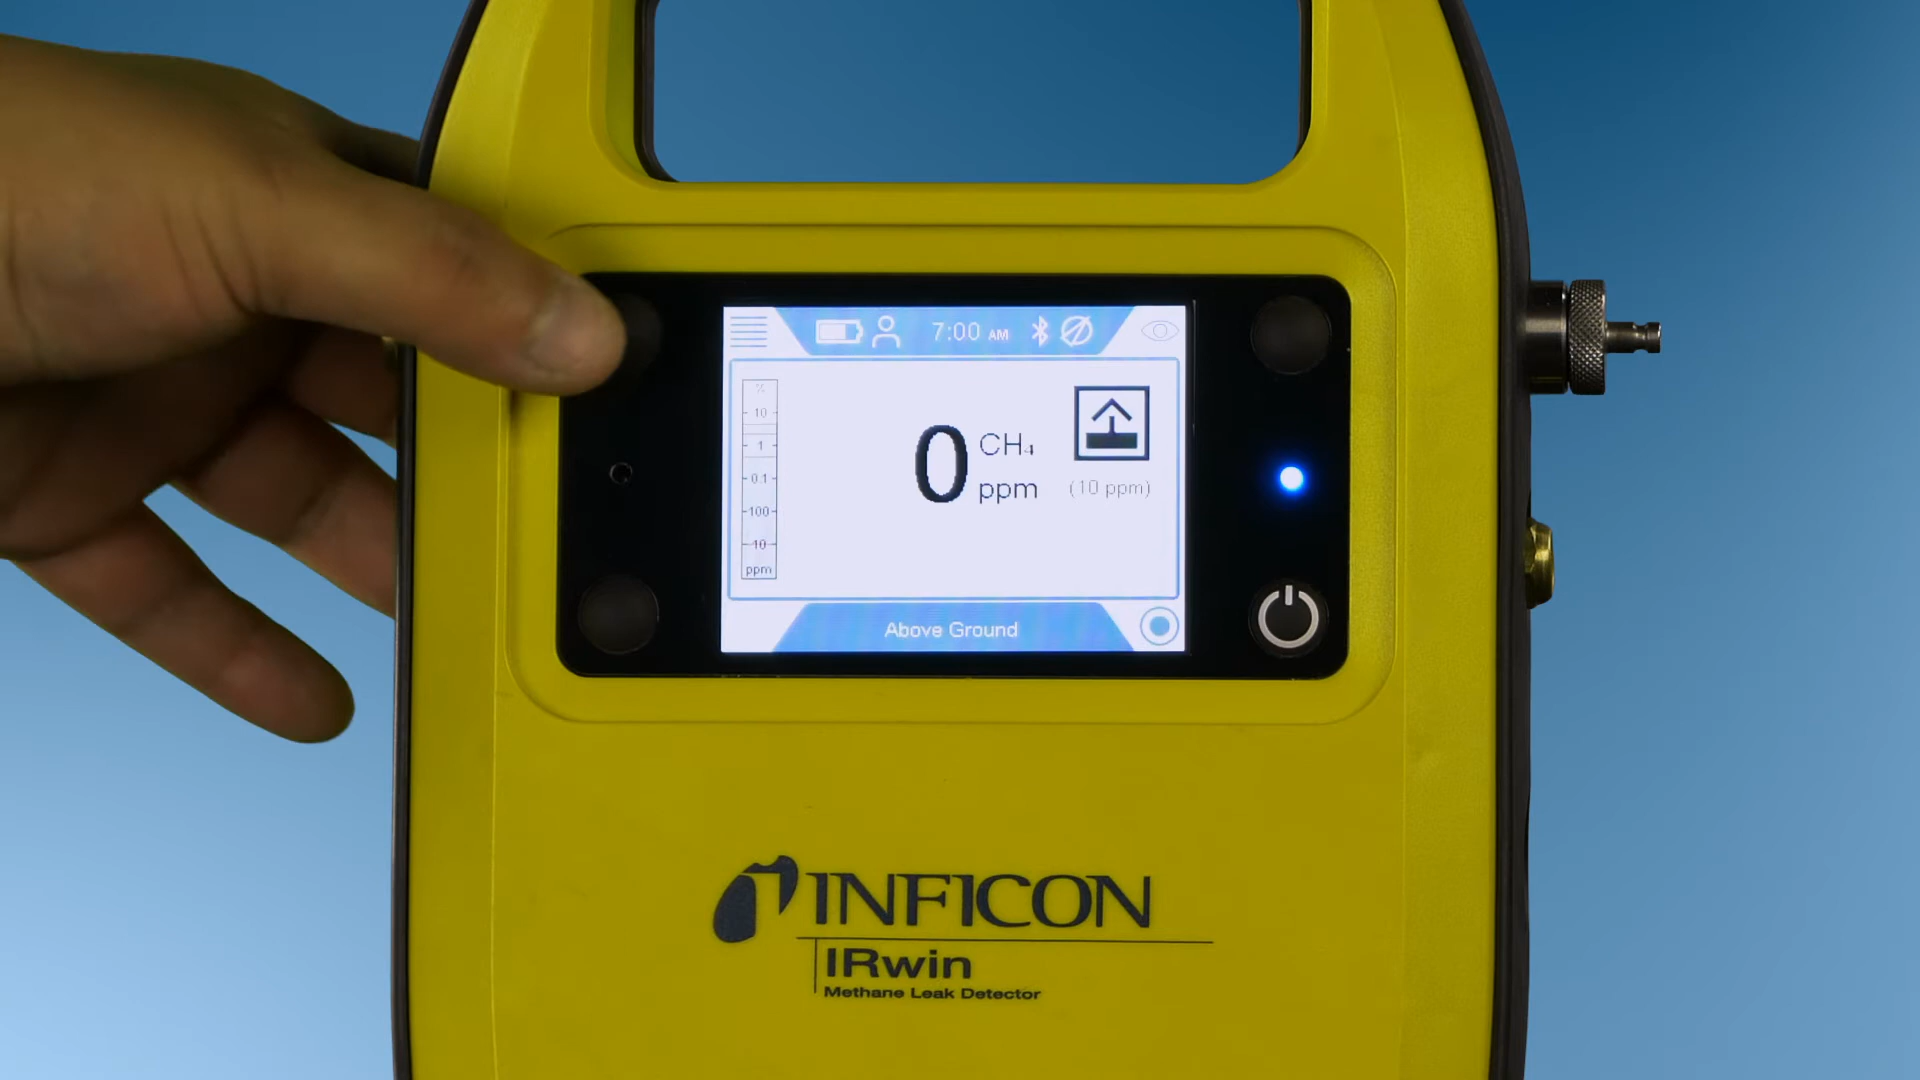 7:00 AM
%
10
1
0.1
100
10
ppm
0 CH₄
ppm
(10 ppm)
Above Ground
INFICON
IRwin
Methane Leak Detector